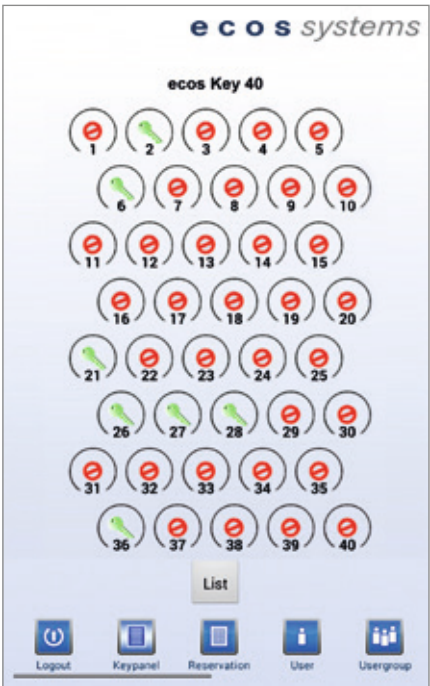 ecos systems
ecos Key 40
1 2 3 4 5
6 7 8 9 10
11 12 13 14 15
16 17 18 19 20
21 22 23 24 25
26 27 28 29 30
31 32 33 34 35
36 37 38 39 40
List
Logout Keypanel Reservation User Usergroup